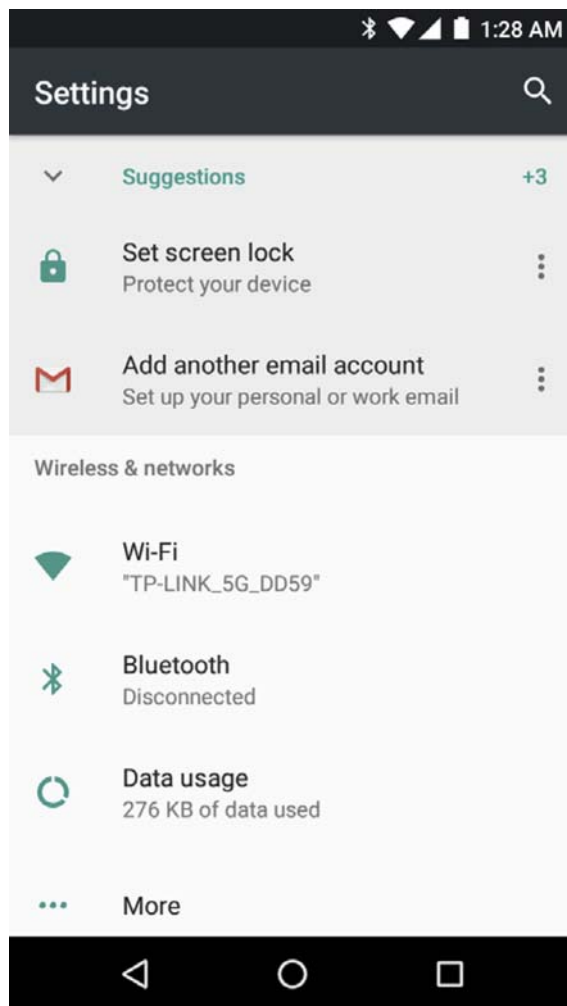 1:28 AM
Settings
Suggestions +3
Set screen lock
Protect your device
Add another email account
Set up your personal or work email
Wireless & networks
Wi-Fi
"TP-LINK_5G_DD59"
Bluetooth
Disconnected
Data usage
276 KB of data used
More